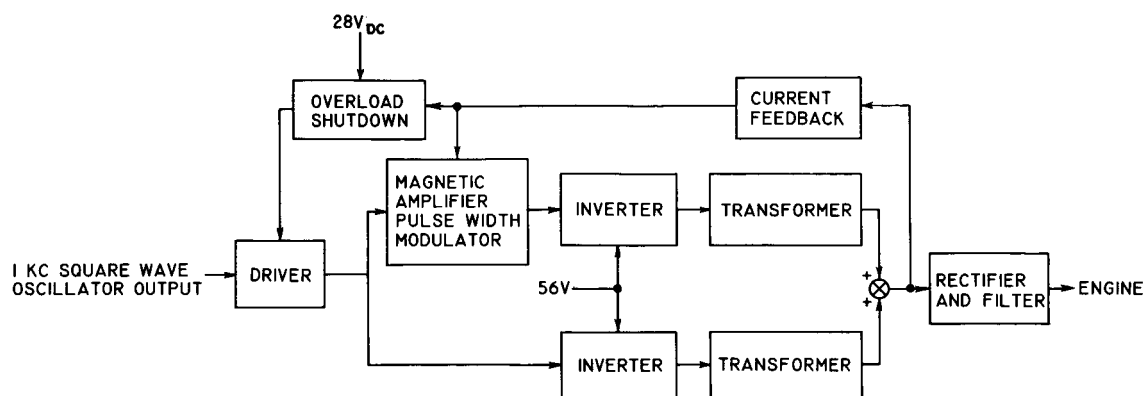 28V DC
OVERLOAD
SHUTDOWN
CURRENT
FEEDBACK
MAGNETIC
AMPLIFIER
PULSE WIDTH
MODULATOR
INVERTER
TRANSFORMER
1 KC SQUARE WAVE
OSCILLATOR OUTPUT
DRIVER
56V
+
+
RECTIFIER
AND FILTER
ENGINE
INVERTER
TRANSFORMER